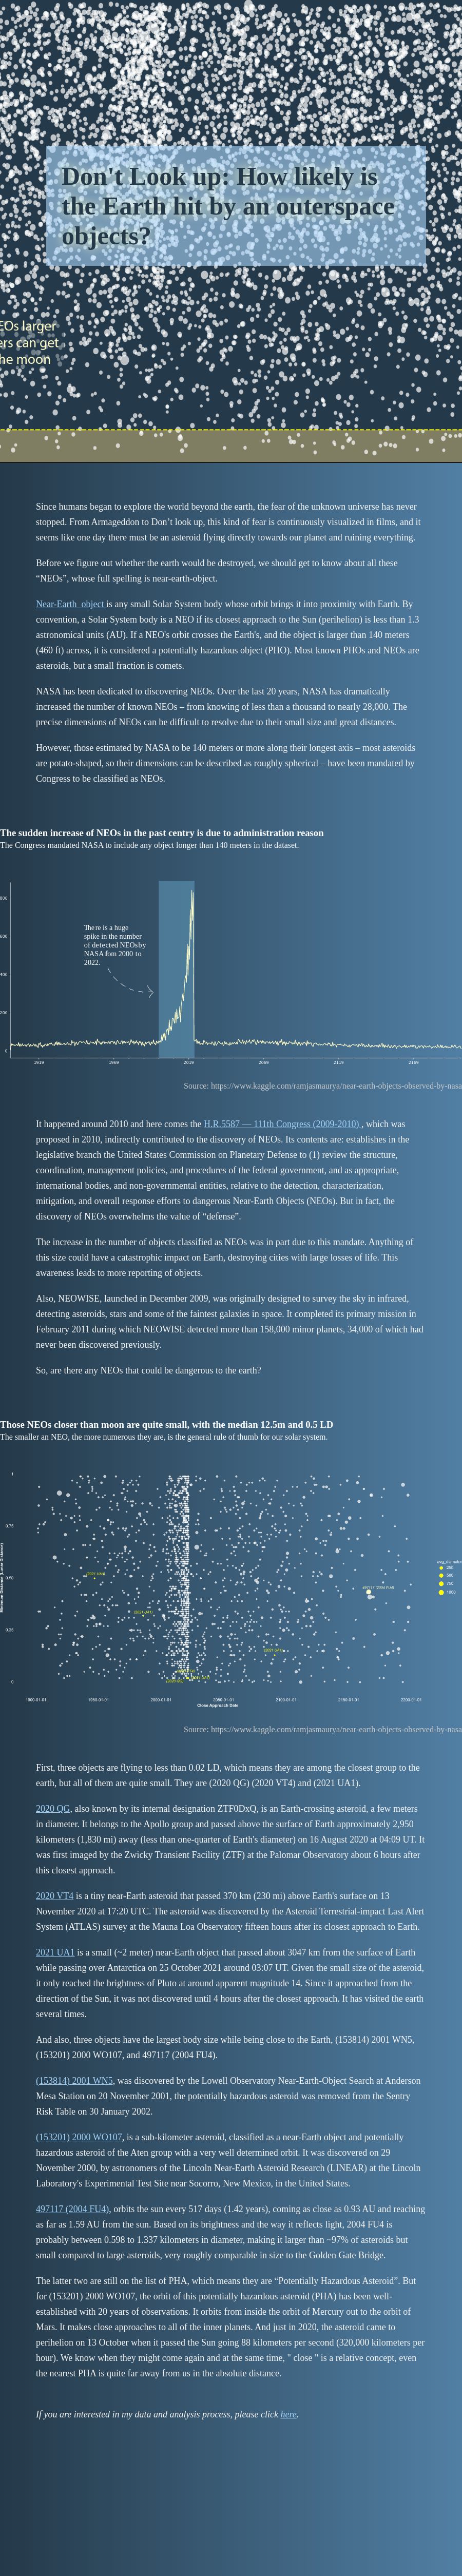 Don't Look up: How likely is
the Earth hit by an outerspace
objects?
EOs larger
ers can get
he moon
Since humans began to explore the world beyond the earth, the fear of the unknown universe has never
stopped. From Armageddon to Don’t look up, this kind of fear is continuously visualized in films, and it
seems like one day there must be an asteroid flying directly towards our planet and ruining everything.
Before we figure out whether the earth would be destroyed, we should get to know about all these
“NEOs”, whose full spelling is near-earth-object.
Near-Earth object is any small Solar System body whose orbit brings it into proximity with Earth. By
convention, a Solar System body is a NEO if its closest approach to the Sun (perihelion) is less than 1.3
astronomical units (AU). If a NEO's orbit crosses the Earth's, and the object is larger than 140 meters
(460 ft) across, it is considered a potentially hazardous object (PHO). Most known PHOs and NEOs are
asteroids, but a small fraction is comets.
NASA has been dedicated to discovering NEOs. Over the last 20 years, NASA has dramatically
increased the number of known NEOs – from knowing of less than a thousand to nearly 28,000. The
precise dimensions of NEOs can be difficult to resolve due to their small size and great distances.
However, those estimated by NASA to be 140 meters or more along their longest axis – most asteroids
are potato-shaped, so their dimensions can be described as roughly spherical – have been mandated by
Congress to be classified as NEOs.
The sudden increase of NEOs in the past centry is due to administration reason
The Congress mandated NASA to include any object longer than 140 meters in the dataset.
800
600
400
200
0
There is a huge
spike in the number
of detected NEOs by
NASA from 2000 to
2022.
1919
1969
2019
2069
2119
2169
Source: https://www.kaggle.com/ramjasmaurya/near-earth-objects-observed-by-nasa
It happened around 2010 and here comes the H.R.5587 — 111th Congress (2009-2010) , which was
proposed in 2010, indirectly contributed to the discovery of NEOs. Its contents are: establishes in the
legislative branch the United States Commission on Planetary Defense to (1) review the structure,
coordination, management policies, and procedures of the federal government, and as appropriate,
international bodies, and non-governmental entities, relative to the detection, characterization,
mitigation, and overall response efforts to dangerous Near-Earth Objects (NEOs). But in fact, the
discovery of NEOs overwhelms the value of “defense”.
The increase in the number of objects classified as NEOs was in part due to this mandate. Anything of
this size could have a catastrophic impact on Earth, destroying cities with large losses of life. This
awareness leads to more reporting of objects.
Also, NEOWISE, launched in December 2009, was originally designed to survey the sky in infrared,
detecting asteroids, stars and some of the faintest galaxies in space. It completed its primary mission in
February 2011 during which NEOWISE detected more than 158,000 minor planets, 34,000 of which had
never been discovered previously.
So, are there any NEOs that could be dangerous to the earth?
Those NEOs closer than moon are quite small, with the median 12.5m and 0.5 LD
The smaller an NEO, the more numerous they are, is the general rule of thumb for our solar system.
1
0.75
0.50
0.25
0
Minimum Distance (Lunar Distance)
497117 (2004 FU4)
avg_diameter
250
500
750
1000
1900-01-01
1950-01-01
2000-01-01
2050-01-01
2100-01-01
2150-01-01
2200-01-01
Close Approach Date
Source: https://www.kaggle.com/ramjasmaurya/near-earth-objects-observed-by-nasa
First, three objects are flying to less than 0.02 LD, which means they are among the closest group to the
earth, but all of them are quite small. They are (2020 QG) (2020 VT4) and (2021 UA1).
2020 QG, also known by its internal designation ZTF0DxQ, is an Earth-crossing asteroid, a few meters
in diameter. It belongs to the Apollo group and passed above the surface of Earth approximately 2,950
kilometers (1,830 mi) away (less than one-quarter of Earth's diameter) on 16 August 2020 at 04:09 UT. It
was first imaged by the Zwicky Transient Facility (ZTF) at the Palomar Observatory about 6 hours after
this closest approach.
2020 VT4 is a tiny near-Earth asteroid that passed 370 km (230 mi) above Earth's surface on 13
November 2020 at 17:20 UTC. The asteroid was discovered by the Asteroid Terrestrial-impact Last Alert
System (ATLAS) survey at the Mauna Loa Observatory fifteen hours after its closest approach to Earth.
2021 UA1 is a small (~2 meter) near-Earth object that passed about 3047 km from the surface of Earth
while passing over Antarctica on 25 October 2021 around 03:07 UT. Given the small size of the asteroid,
it only reached the brightness of Pluto at around apparent magnitude 14. Since it approached from the
direction of the Sun, it was not discovered until 4 hours after the closest approach. It has visited the earth
several times.
And also, three objects have the largest body size while being close to the Earth, (153814) 2001 WN5,
(153201) 2000 WO107, and 497117 (2004 FU4).
(153814) 2001 WN5, was discovered by the Lowell Observatory Near-Earth-Object Search at Anderson
Mesa Station on 20 November 2001, the potentially hazardous asteroid was removed from the Sentry
Risk Table on 30 January 2002.
(153201) 2000 WO107, is a sub-kilometer asteroid, classified as a near-Earth object and potentially
hazardous asteroid of the Aten group with a very well determined orbit. It was discovered on 29
November 2000, by astronomers of the Lincoln Near-Earth Asteroid Research (LINEAR) at the Lincoln
Laboratory's Experimental Test Site near Socorro, New Mexico, in the United States.
497117 (2004 FU4), orbits the sun every 517 days (1.42 years), coming as close as 0.93 AU and reaching
as far as 1.59 AU from the sun. Based on its brightness and the way it reflects light, 2004 FU4 is
probably between 0.598 to 1.337 kilometers in diameter, making it larger than ~97% of asteroids but
small compared to large asteroids, very roughly comparable in size to the Golden Gate Bridge.
The latter two are still on the list of PHA, which means they are “Potentially Hazardous Asteroid”. But
for (153201) 2000 WO107, the orbit of this potentially hazardous asteroid (PHA) has been well-
established with 20 years of observations. It orbits from inside the orbit of Mercury out to the orbit of
Mars. It makes close approaches to all of the inner planets. And just in 2020, the asteroid came to
perihelion on 13 October when it passed the Sun going 88 kilometers per second (320,000 kilometers per
hour). We know when they might come again and at the same time, " close " is a relative concept, even
the nearest PHA is quite far away from us in the absolute distance.
If you are interested in my data and analysis process, please click here.